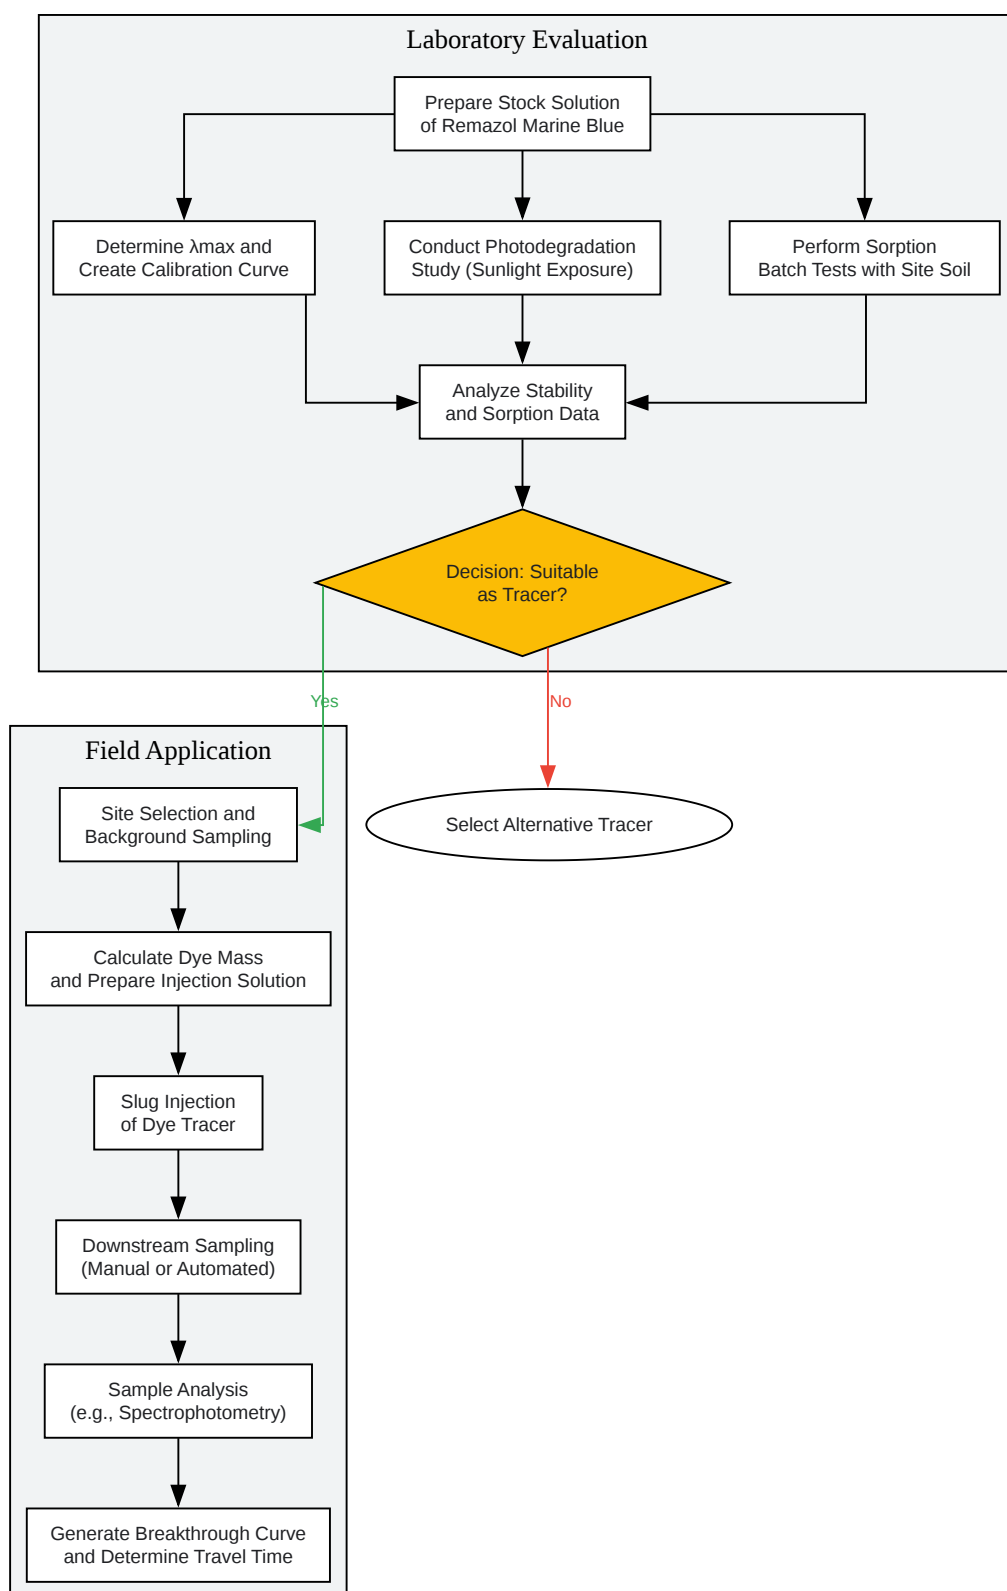 Laboratory Evaluation
Prepare Stock Solution
of Remazol Marine Blue
Determine λmax and
Create Calibration Curve
Conduct Photodegradation
Study (Sunlight Exposure)
Perform Sorption
Batch Tests with Site Soil
Analyze Stability
and Sorption Data
Decision: Suitable
as Tracer?
Yes
No
Field Application
Site Selection and
Background Sampling
Select Alternative Tracer
Calculate Dye Mass
and Prepare Injection Solution
Slug Injection
of Dye Tracer
Downstream Sampling
(Manual or Automated)
Sample Analysis
(e.g., Spectrophotometry)
Generate Breakthrough Curve
and Determine Travel Time